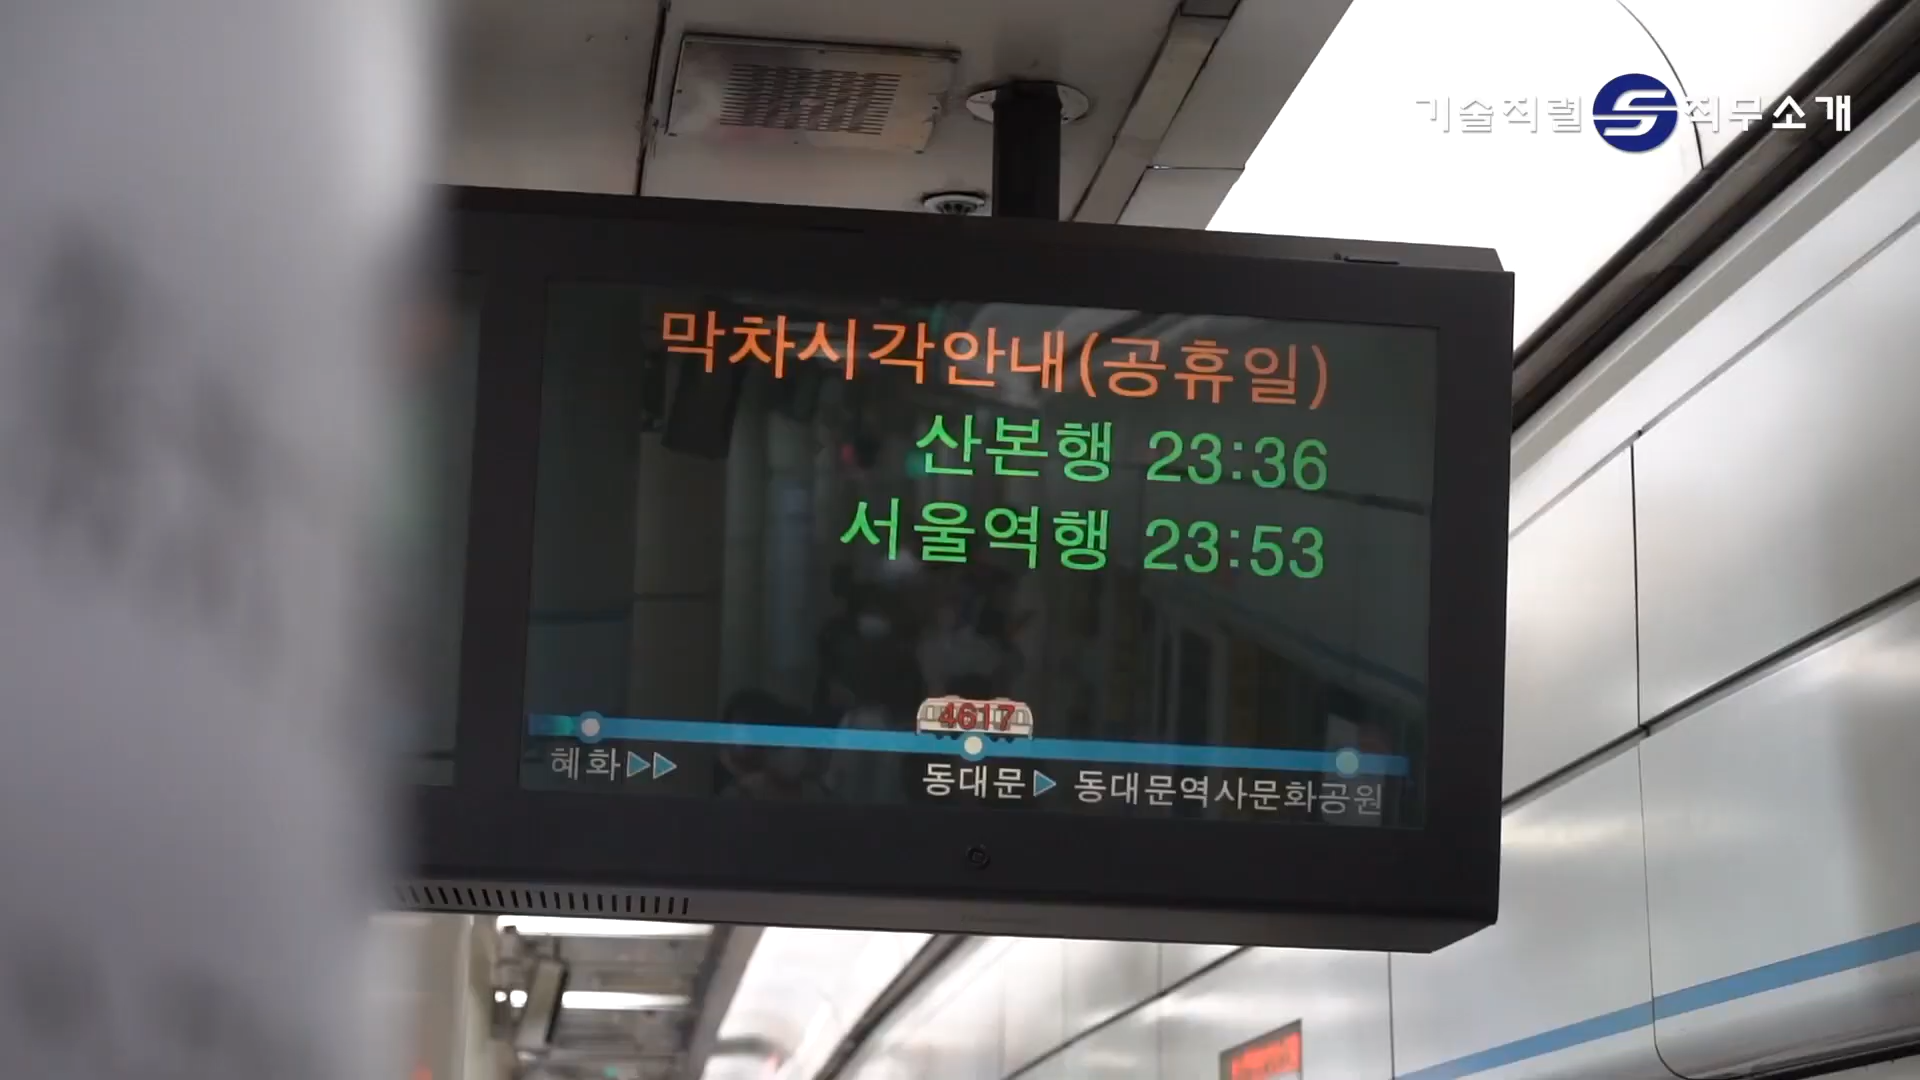 기술직렬 직무소개
막차시각안내(공휴일)
산본행 23:36
서울역행 23:53
4617
혜화 동대문 동대문역사문화공원